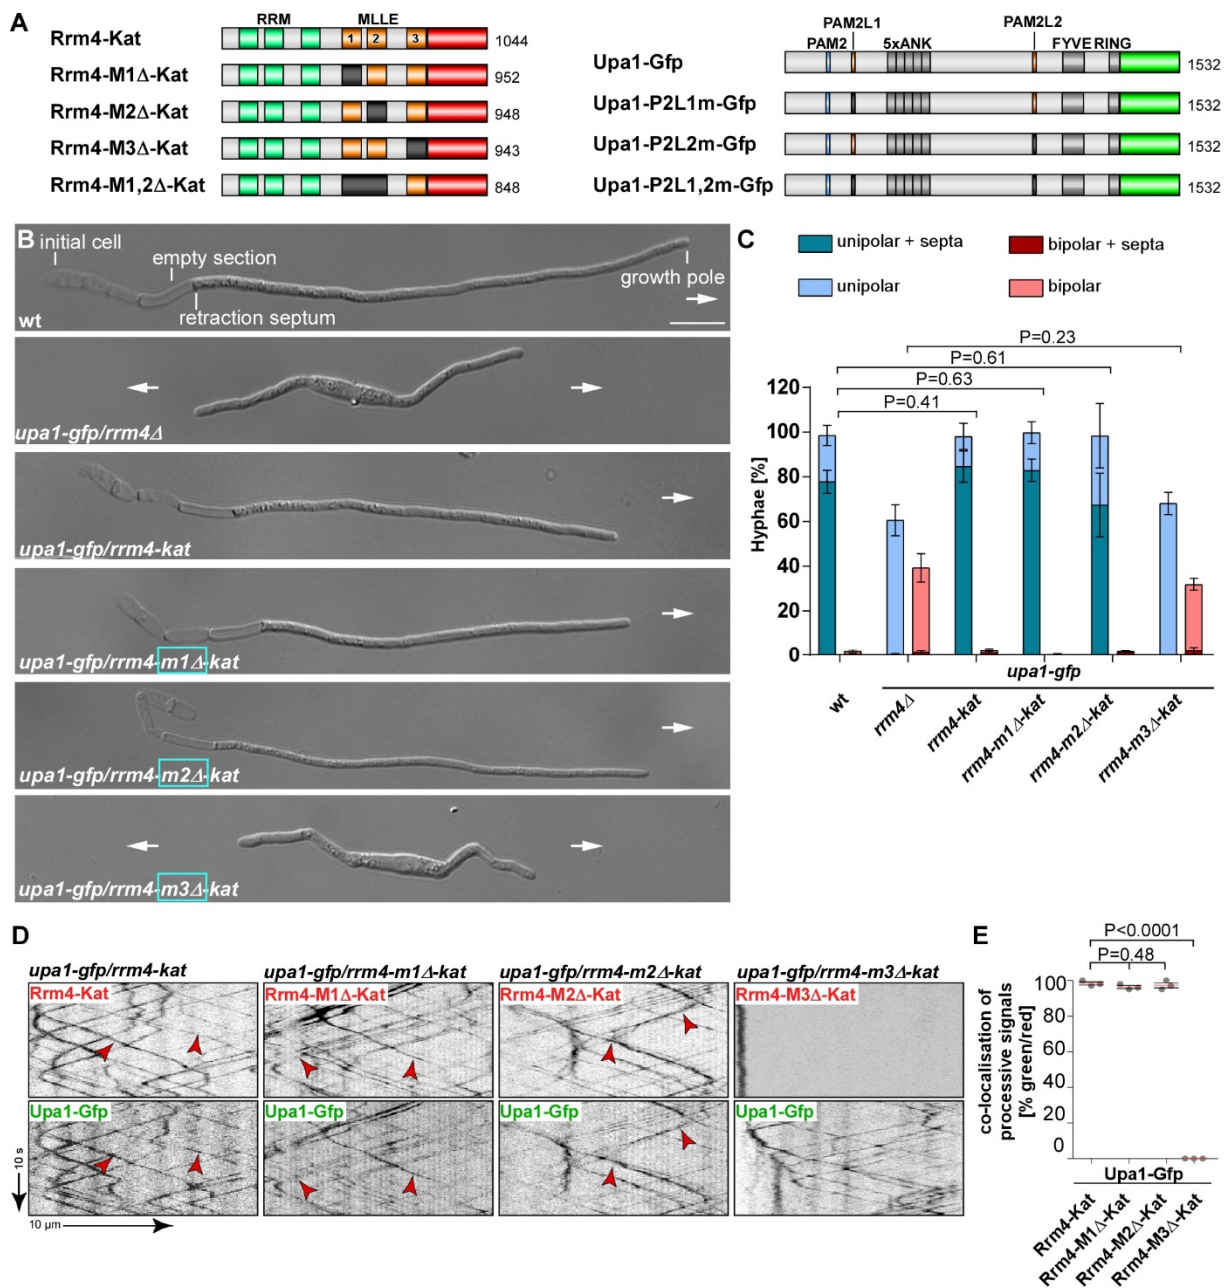 A
RRM MLLE
Rrm4-Kat 1 2 3 1044
Rrm4-M1Δ-Kat 952
Rrm4-M2Δ-Kat 948
Rrm4-M3Δ-Kat 943
Rrm4-M1,2Δ-Kat 848
PAM2L1 PAM2L2
PAM2 5xANK FYVE RING
Upa1-Gfp 1532
Upa1-P2L1m-Gfp 1532
Upa1-P2L2m-Gfp 1532
Upa1-P2L1,2m-Gfp 1532
B
initial cell
empty section
growth pole
retraction septum
wt
upa1-gfp/rrm4Δ
upa1-gfp/rrm4-kat
upa1-gfp/rrm4-m1Δ-kat
upa1-gfp/rrm4-m2Δ-kat
upa1-gfp/rrm4-m3Δ-kat
C
unipolar + septa bipolar + septa
unipolar bipolar
P=0.23
P=0.61
P=0.63
P=0.41
Hyphae [%]
120
100
80
60
40
20
0
upa1-gfp
wt
rrm4Δ
rrm4-kat
rrm4-m1Δ-kat
rrm4-m2Δ-kat
rrm4-m3Δ-kat
D
upa1-gfp/rrm4-kat upa1-gfp/rrm4-m1Δ-kat upa1-gfp/rrm4-m2Δ-kat upa1-gfp/rrm4-m3Δ-kat
Rrm4-Kat Rrm4-M1Δ-Kat Rrm4-M2Δ-Kat Rrm4-M3Δ-Kat
Upa1-Gfp Upa1-Gfp Upa1-Gfp Upa1-Gfp
10 s
10 µm
E
P<0.0001
P=0.48
co-localisation of
processive signals
[% green/red]
100
80
60
40
20
0
Upa1-Gfp
Rrm4-Kat
Rrm4-M1Δ-Kat
Rrm4-M2Δ-Kat
Rrm4-M3Δ-Kat